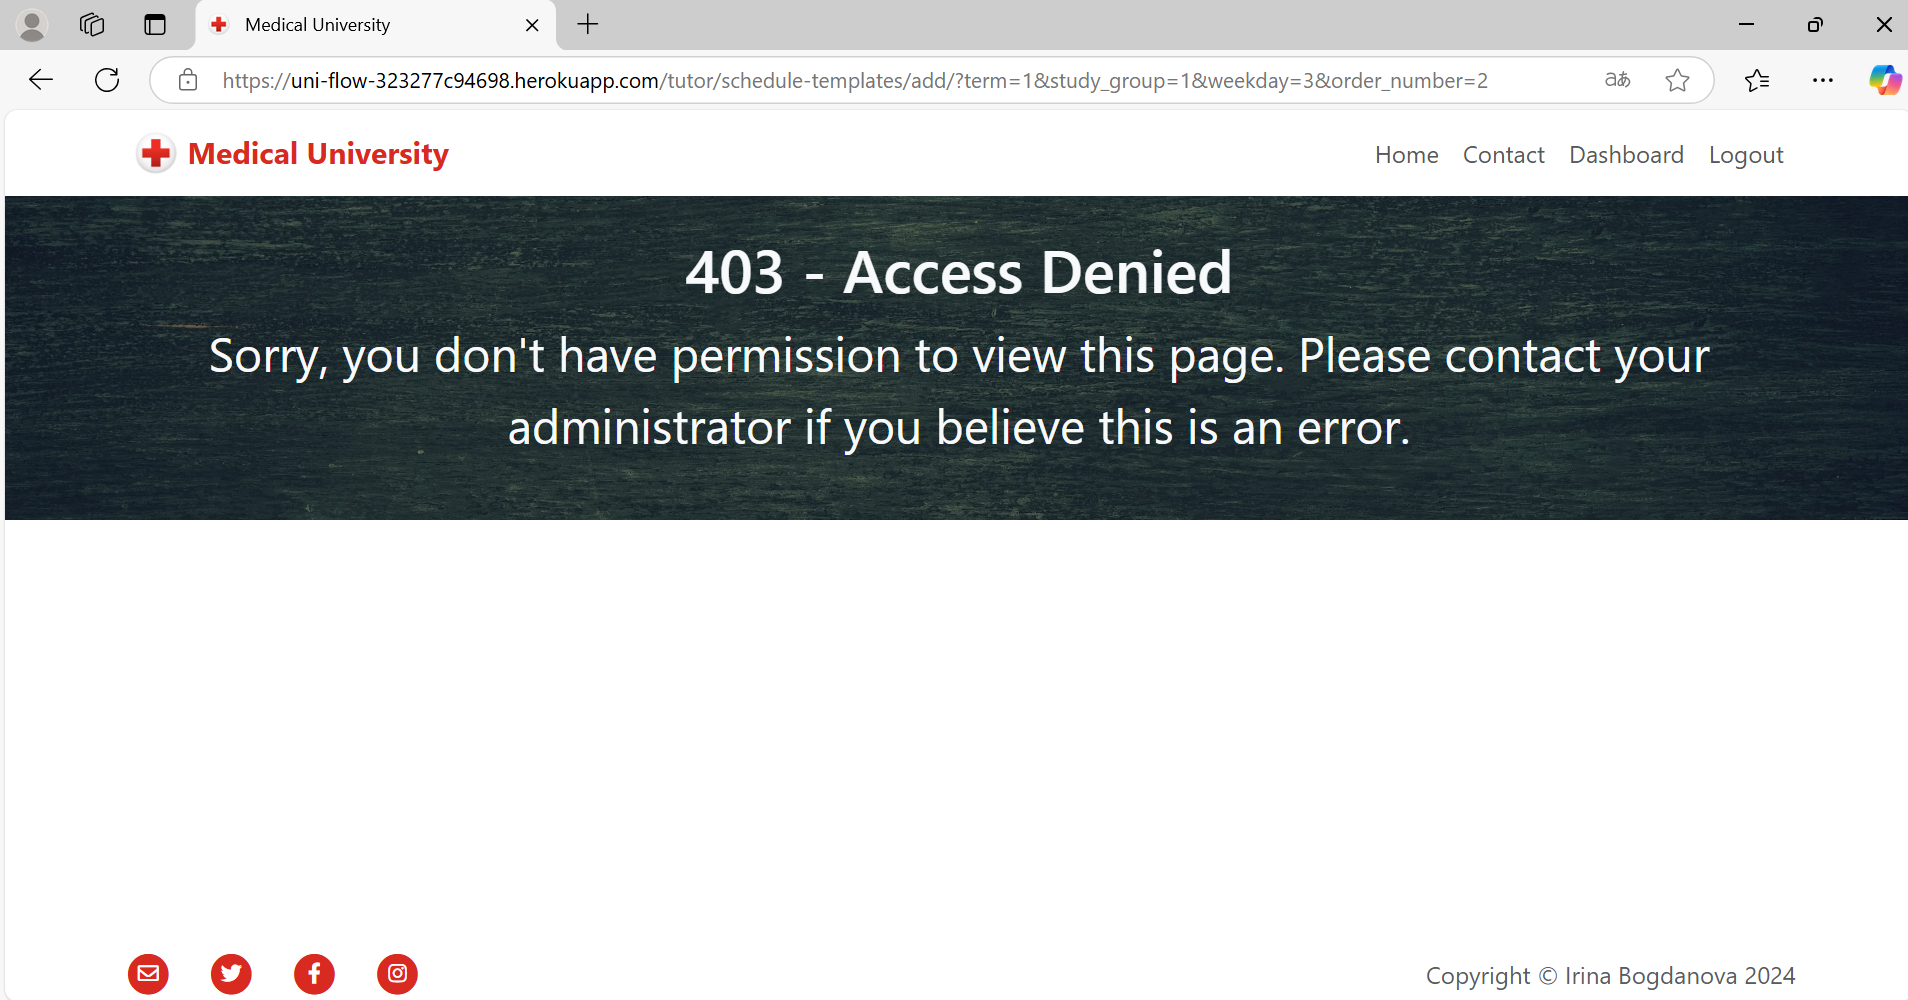 Medical University
https://uni-flow-323277c94698.herokuapp.com/tutor/schedule-templates/add/?term=1&study_group=1&weekday=3&order_number=2
aあ
Medical University
Home Contact Dashboard Logout
403 - Access Denied
Sorry, you don't have permission to view this page. Please contact your
administrator if you believe this is an error.
Copyright © Irina Bogdanova 2024